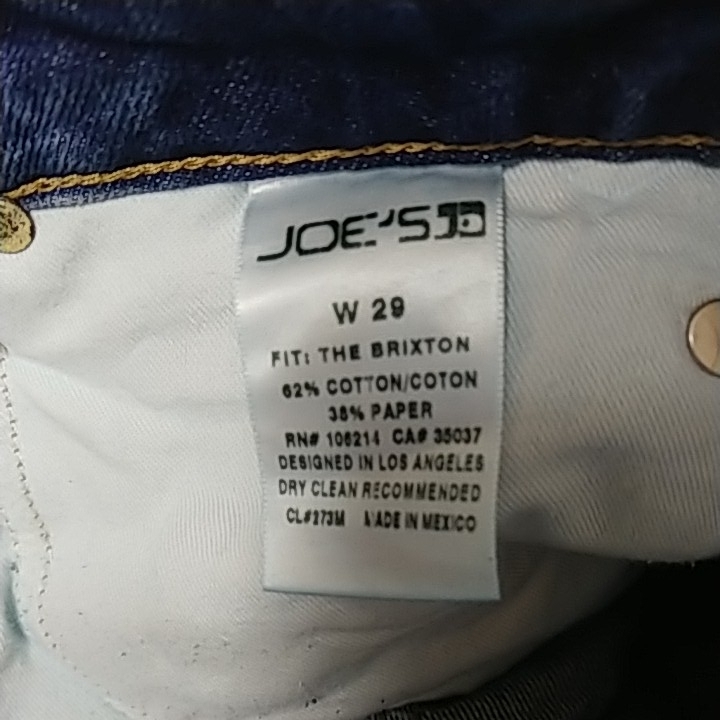 JOE'S
W 29
FIT: THE BRIXTON
62% COTTON/COTON
38% PAPER
RN# 106214 CA# 35037
DESIGNED IN LOS ANGELES
DRY CLEAN RECOMMENDED
CL#273M MADE IN MEXICO